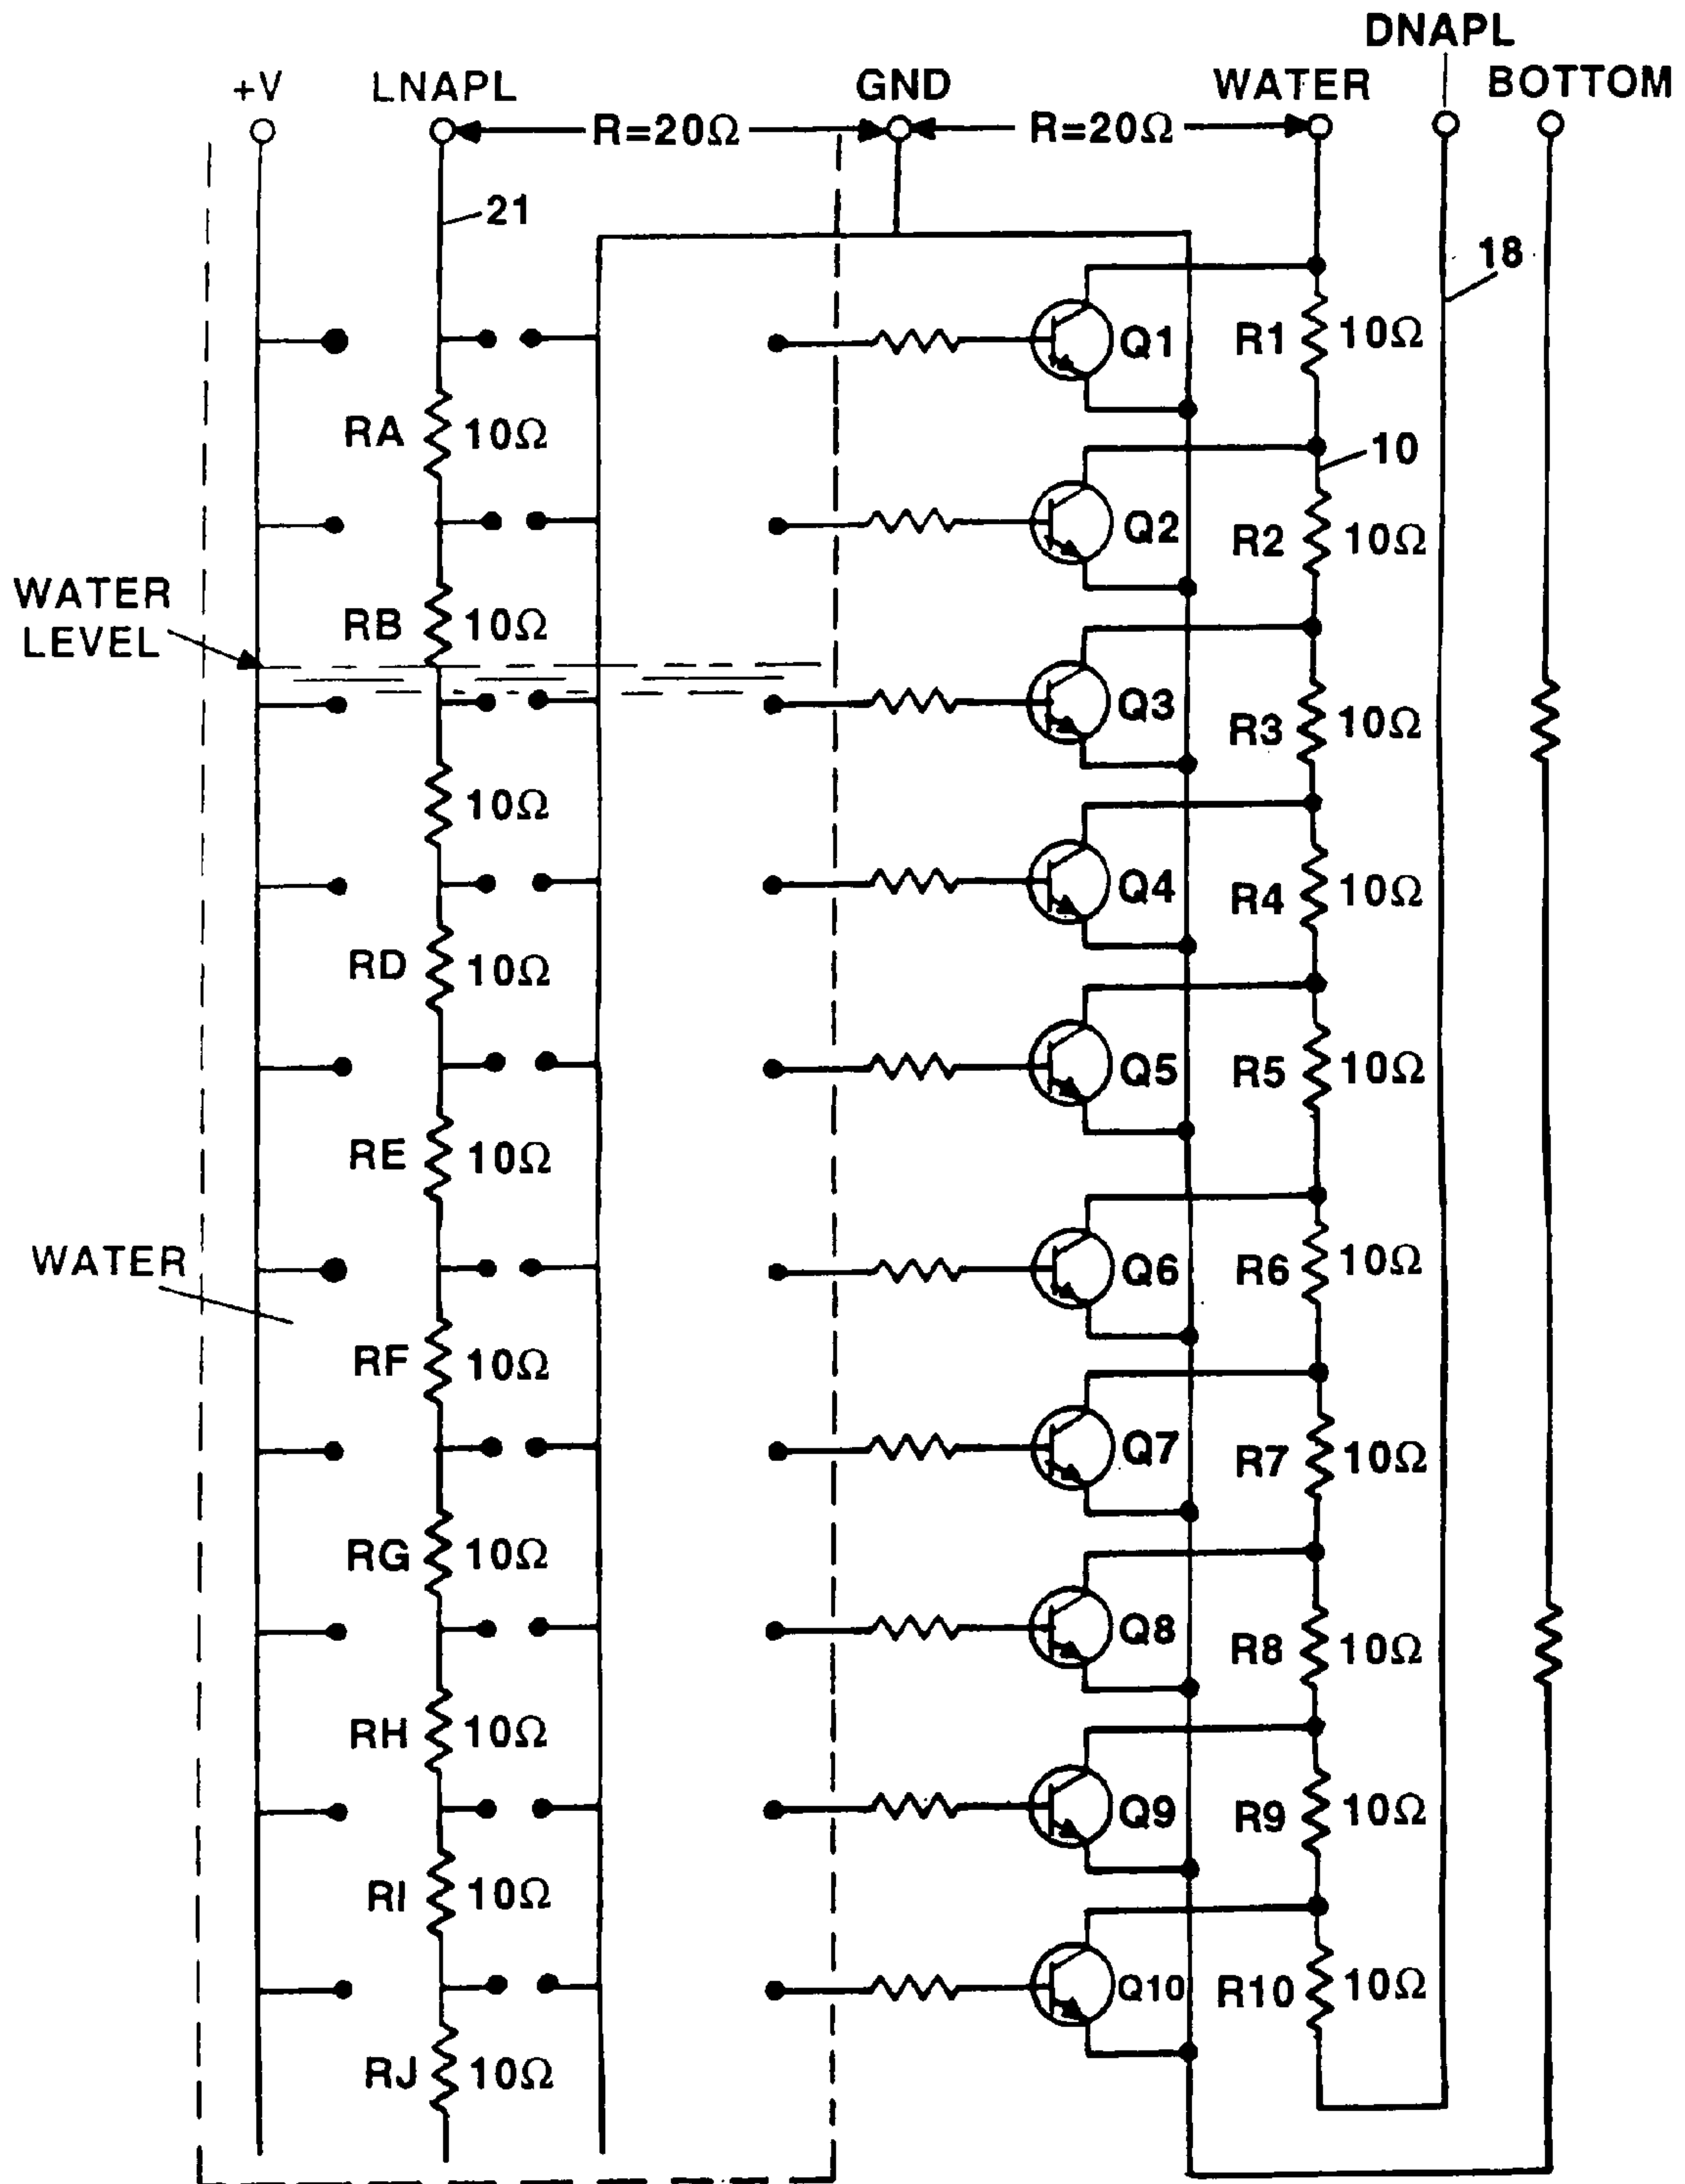 DNAPL
+V LNAPL GND WATER BOTTOM
R=20Ω R=20Ω
21
18
Q1 R1 10Ω
RA 10Ω
10
Q2 R2 10Ω
WATER
LEVEL
RB 10Ω
Q3 R3 10Ω
10Ω
Q4 R4 10Ω
RD 10Ω
Q5 R5 10Ω
RE 10Ω
WATER
Q6 R6 10Ω
RF 10Ω
Q7 R7 10Ω
RG 10Ω
Q8 R8 10Ω
RH 10Ω
Q9 R9 10Ω
RI 10Ω
Q10 R10 10Ω
RJ 10Ω